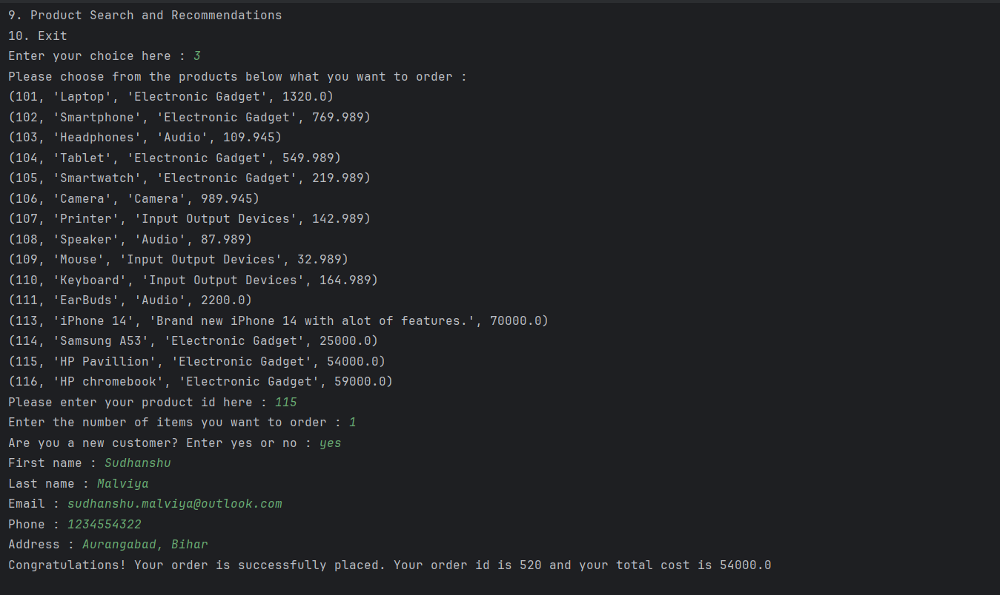 9. Product Search and Recommendations
10. Exit
Enter your choice here : 3
Please choose from the products below what you want to order :
(101, 'Laptop', 'Electronic Gadget', 1320.0)
(102, 'Smartphone', 'Electronic Gadget', 769.989)
(103, 'Headphones', 'Audio', 109.945)
(104, 'Tablet', 'Electronic Gadget', 549.989)
(105, 'Smartwatch', 'Electronic Gadget', 219.989)
(106, 'Camera', 'Camera', 989.945)
(107, 'Printer', 'Input Output Devices', 142.989)
(108, 'Speaker', 'Audio', 87.989)
(109, 'Mouse', 'Input Output Devices', 32.989)
(110, 'Keyboard', 'Input Output Devices', 164.989)
(111, 'EarBuds', 'Audio', 2200.0)
(113, 'iPhone 14', 'Brand new iPhone 14 with alot of features.', 70000.0)
(114, 'Samsung A53', 'Electronic Gadget', 25000.0)
(115, 'HP Pavillion', 'Electronic Gadget', 54000.0)
(116, 'HP chromebook', 'Electronic Gadget', 59000.0)
Please enter your product id here : 115
Enter the number of items you want to order : 1
Are you a new customer? Enter yes or no : yes
First name : Sudhanshu
Last name : Malviya
Email : sudhanshu.malviya@outlook.com
Phone : 1234554322
Address : Aurangabad, Bihar
Congratulations! Your order is successfully placed. Your order id is 520 and your total cost is 54000.0